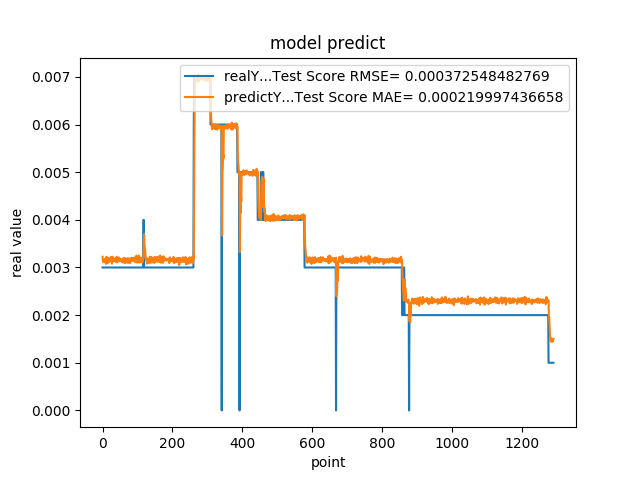 model predict
realY...Test Score RMSE= 0.000372548482769
predictY...Test Score MAE= 0.000219997436658
real value
0.007
0.006
0.005
0.004
0.003
0.002
0.001
0.000
0 200 400 600 800 1000 1200
point